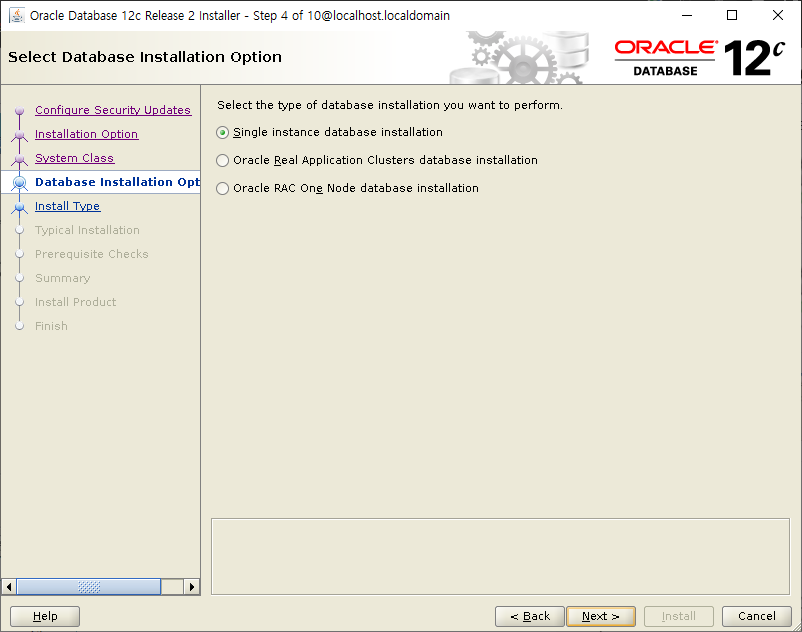 Oracle Database 12c Release 2 Installer - Step 4 of 10@localhost.localdomain
Select Database Installation Option
ORACLE®
DATABASE
12c
Configure Security Updates
Installation Option
System Class
Database Installation Opt
Install Type
Typical Installation
Prerequisite Checks
Summary
Install Product
Finish
Select the type of database installation you want to perform.
Single instance database installation
Oracle Real Application Clusters database installation
Oracle RAC One Node database installation
Help
< Back
Next >
Install
Cancel